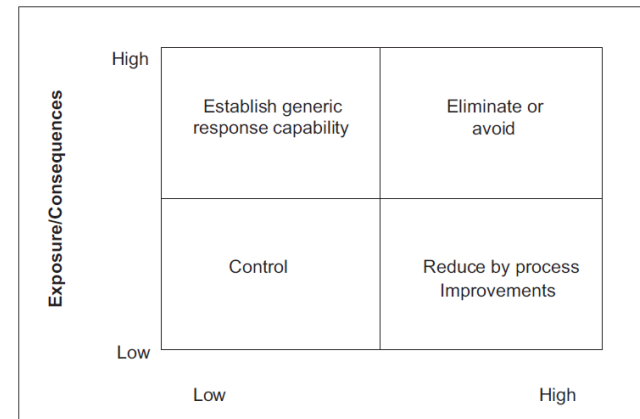 High
Establish generic
response capability
Eliminate or
avoid
Exposure/Consequences
Control
Reduce by process
Improvements
Low
Low
High